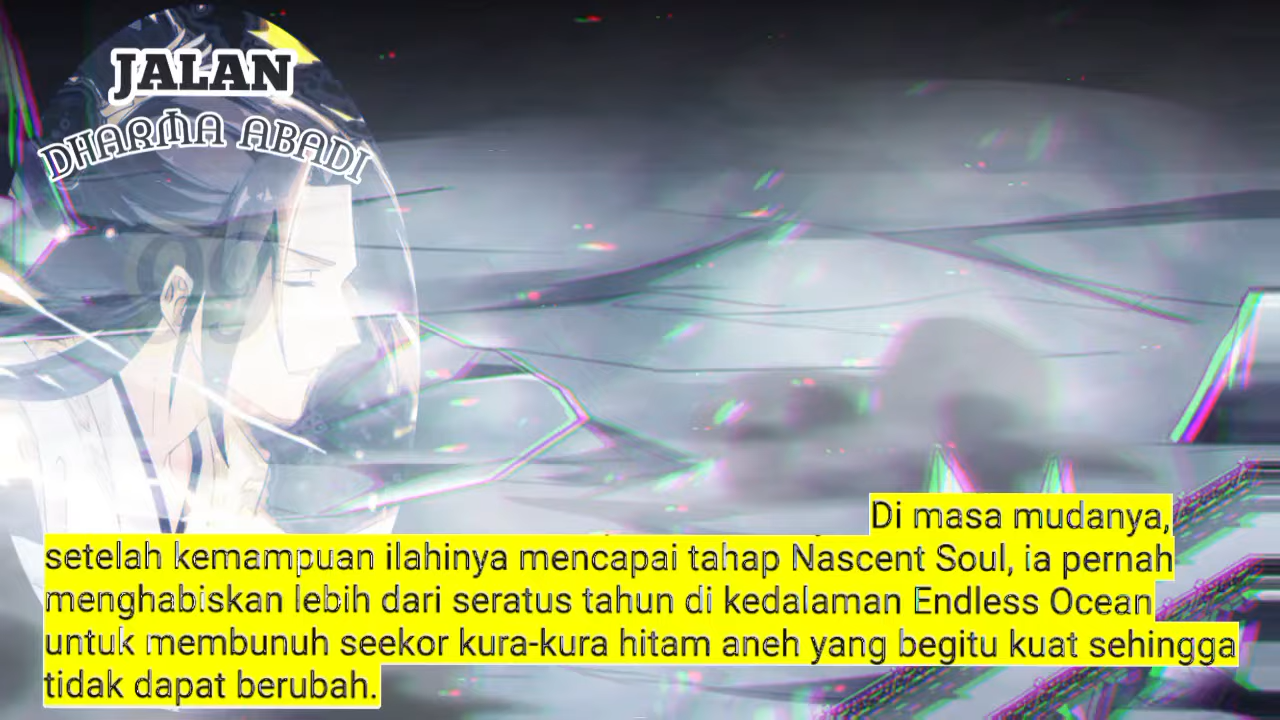 JALAN
DHARMA ABADI
99
Di masa mudanya,
setelah kemampuan ilahinya mencapai tahap Nascent Soul, ia pernah
menghabiskan lebih dari seratus tahun di kedalaman Endless Ocean
untuk membunuh seekor kura-kura hitam aneh yang begitu kuat sehingga
tidak dapat berubah.